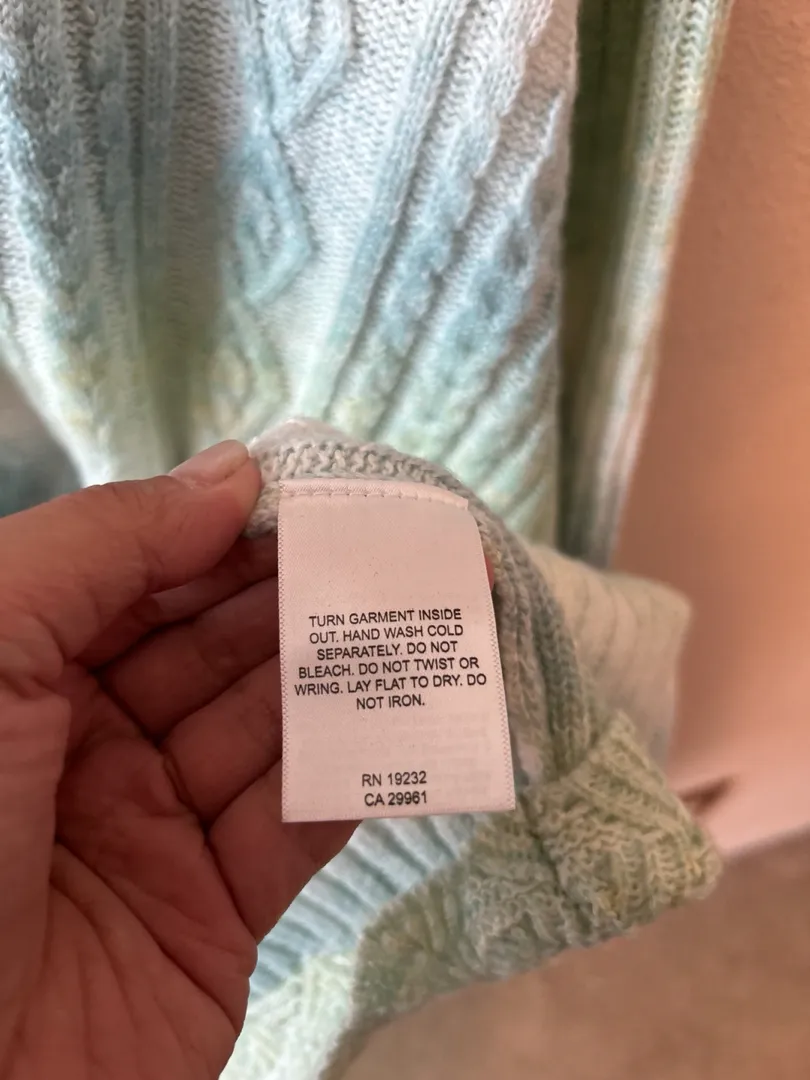 TURN GARMENT INSIDE
OUT. HAND WASH COLD
SEPARATELY. DO NOT
BLEACH. DO NOT TWIST OR
WRING. LAY FLAT TO DRY. DO
NOT IRON.
RN 19232
CA 29961